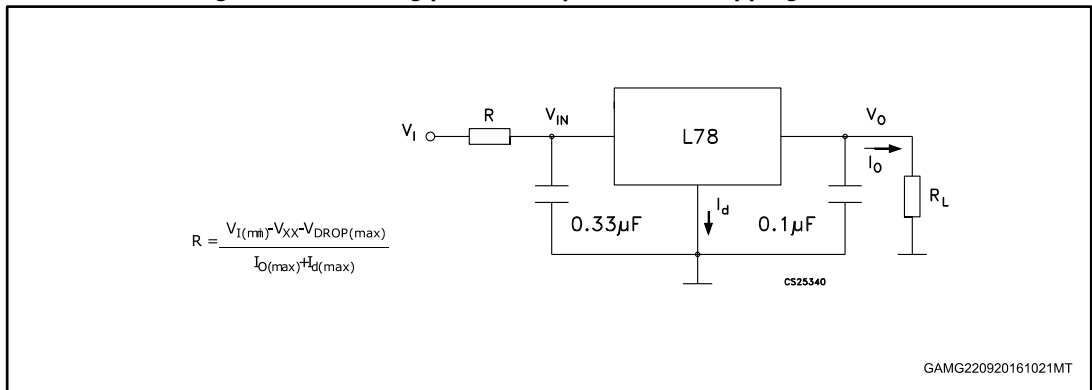 R
V_IN
V_O
V_I
L78
I_O
R_L
I_d
0.33µF
0.1µF
R = V_I(min)-V_XX-V_DROP(max)
I_O(max)+I_d(max)
CS25340
GAMG220920161021MT